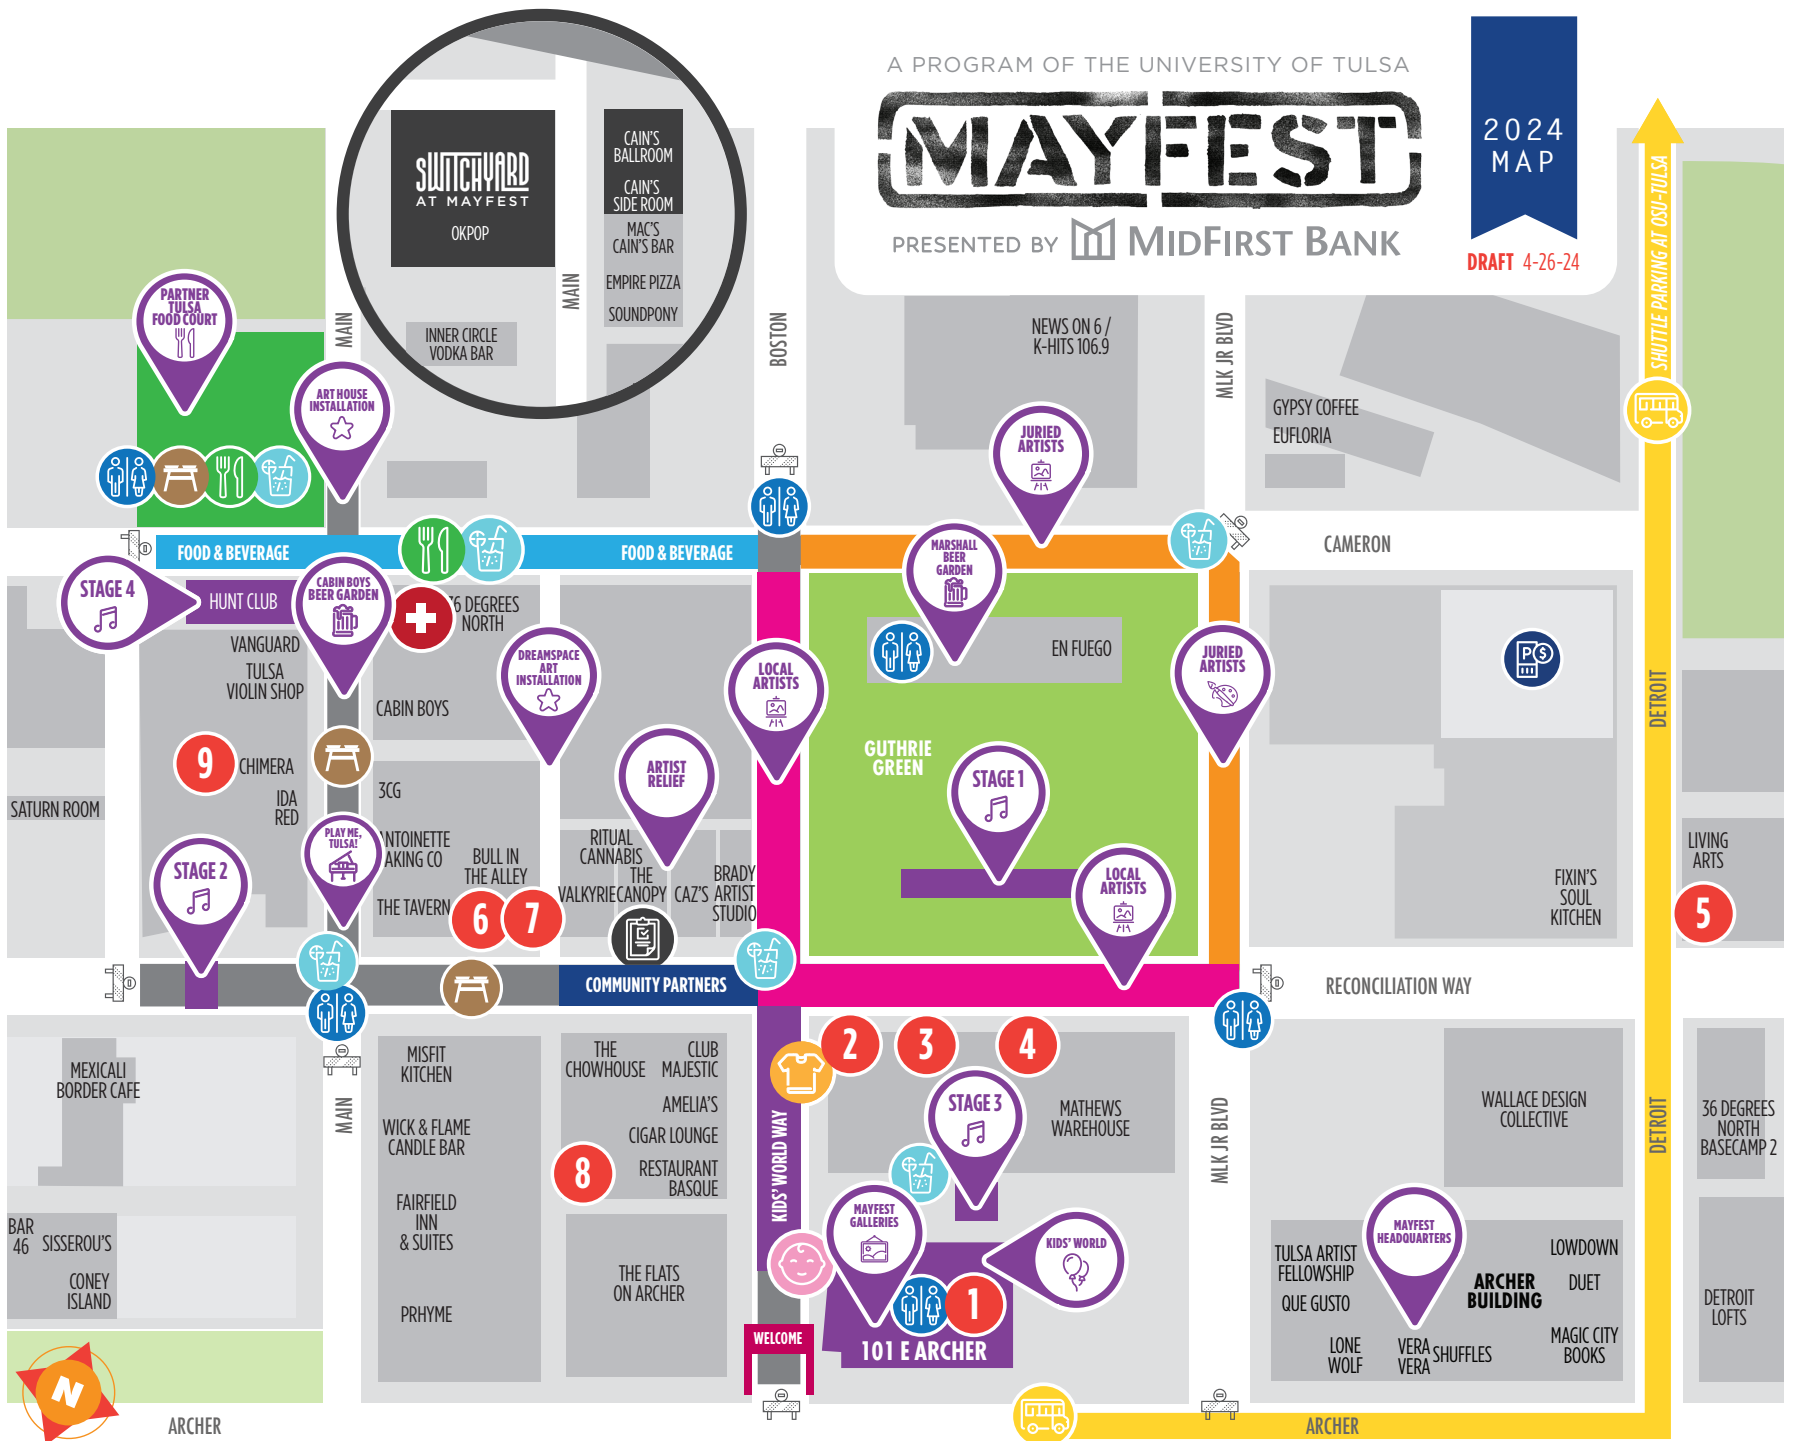 A PROGRAM OF THE UNIVERSITY OF TULSA
MAYFEST
PRESENTED BY MIDFIRST BANK
2024
MAP
DRAFT 4-26-24
SHUTTLE PARKING AT OSU-TULSA
SWITCHYARD
AT MAYFEST
OKPOP
CAIN'S
BALLROOM
CAIN'S
SIDE ROOM
MAC'S
CAIN'S BAR
EMPIRE PIZZA
SOUNDPONY
INNER CIRCLE
VODKA BAR
MAIN
MAIN
BOSTON
MLK JR BLVD
PARTNER
TULSA
FOOD COURT
ART HOUSE
INSTALLATION
NEWS ON 6 /
K-HITS 106.9
GYPSY COFFEE
EUFLORIA
JURIED
ARTISTS
FOOD & BEVERAGE
FOOD & BEVERAGE
CAMERON
STAGE 4
HUNT CLUB
CABIN BOYS
BEER GARDEN
6 DEGREES
NORTH
MARSHALL
BEER
GARDEN
EN FUEGO
VANGUARD
TULSA
VIOLIN SHOP
DREAMSPACE
ART
INSTALLATION
LOCAL
ARTISTS
JURIED
ARTISTS
P$
DETROIT
CABIN BOYS
9
CHIMERA
IDA
RED
3CG
ARTIST
RELIEF
GUTHRIE
GREEN
STAGE 1
SATURN ROOM
STAGE 2
PLAY ME,
TULSA!
NTOINETTE
AKING CO
BULL IN
THE ALLEY
THE TAVERN
6
7
RITUAL
CANNABIS
THE
VALKYRIE
CANOPY
CAZ'S
BRADY
ARTIST
STUDIO
LOCAL
ARTISTS
FIXIN'S
SOUL
KITCHEN
LIVING
ARTS
5
COMMUNITY PARTNERS
RECONCILIATION WAY
MEXICALI
BORDER CAFE
MAIN
MISFIT
KITCHEN
WICK & FLAME
CANDLE BAR
FAIRFIELD
INN
& SUITES
PRHYME
THE
CHOWHOUSE
CLUB
MAJESTIC
AMELIA'S
CIGAR LOUNGE
RESTAURANT
BASQUE
8
THE FLATS
ON ARCHER
KIDS' WORLD WAY
2
3
4
STAGE 3
MATHEWS
WAREHOUSE
MLK JR BLVD
WALLACE DESIGN
COLLECTIVE
DETROIT
36 DEGREES
NORTH
BASECAMP 2
BAR
46
SISSEROU'S
CONEY
ISLAND
MAYFEST
GALLERIES
KIDS' WORLD
1
101 E ARCHER
WELCOME
MAYFEST
HEADQUARTERS
TULSA ARTIST
FELLOWSHIP
QUE GUSTO
LONE
WOLF
VERA
VERA
SHUFFLES
ARCHER
BUILDING
LOWDOWN
DUET
MAGIC CITY
BOOKS
DETROIT
LOFTS
N
ARCHER
ARCHER